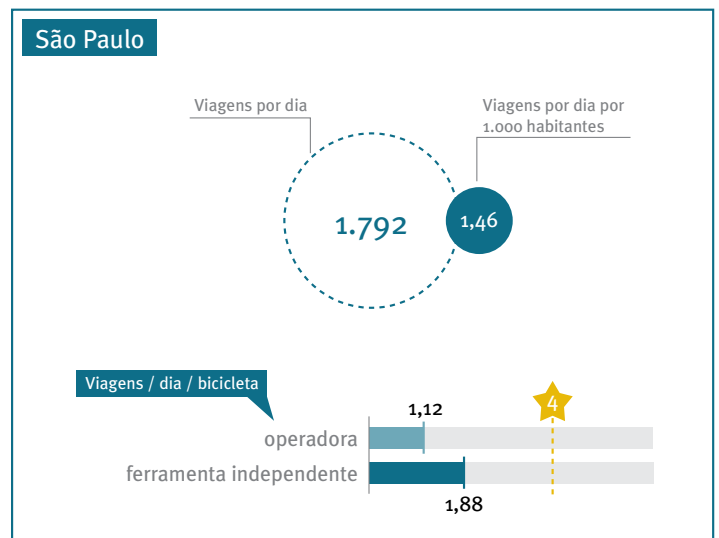 São Paulo
Viagens por dia
Viagens por dia por
1.000 habitantes
1.792
1,46
Viagens / dia / bicicleta
4
1,12
operadora
ferramenta independente
1,88